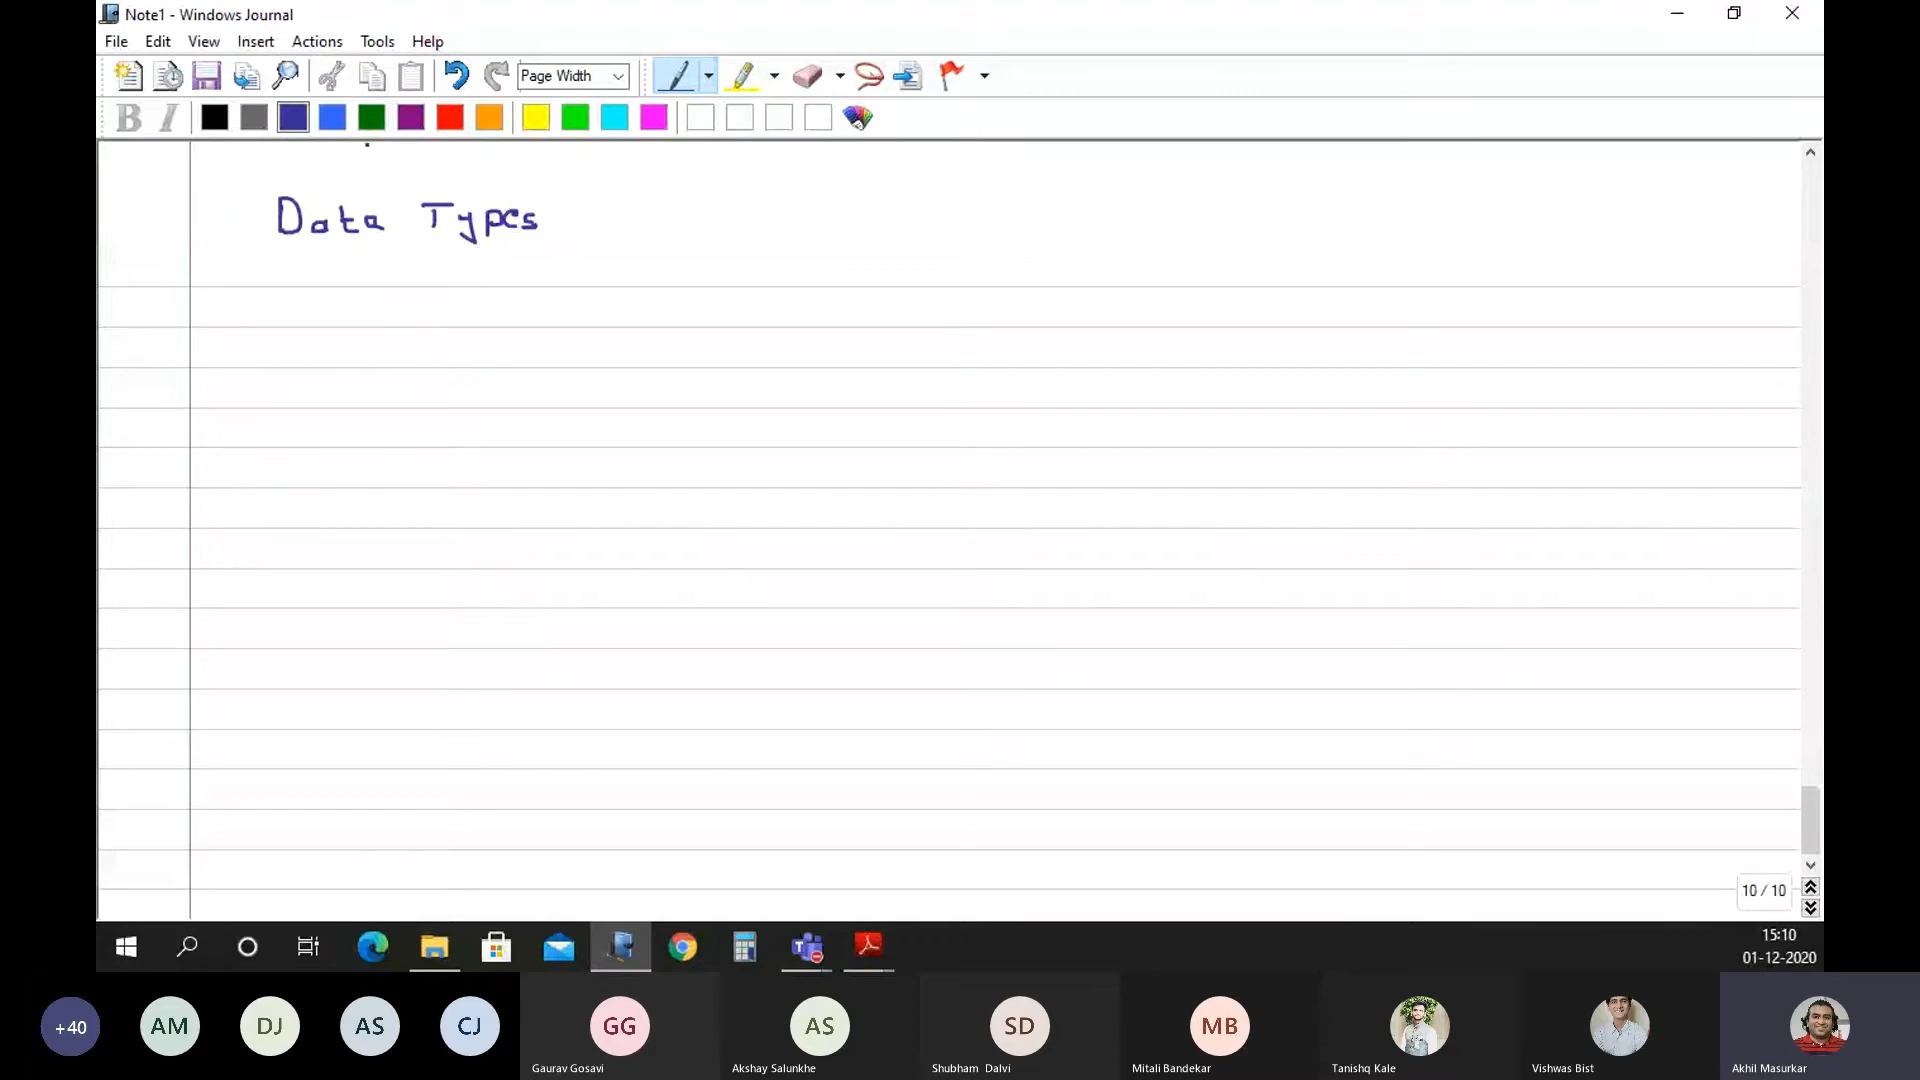 Note1 - Windows Journal
File Edit View Insert Actions Tools Help
Page Width
B I
Data Types
10 / 10
15:10
01-12-2020
+40 AM DJ AS CJ GG AS SD MB
Gaurav Gosavi Akshay Salunkhe Shubham Dalvi Mitali Bandekar Tanishq Kale Vishwas Bist Akhil Masurkar